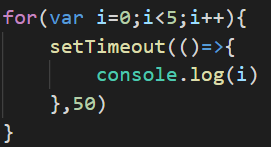 for(var i=0;i<5;i++){
    setTimeout(()=>{
        console.log(i)
    },50)
}